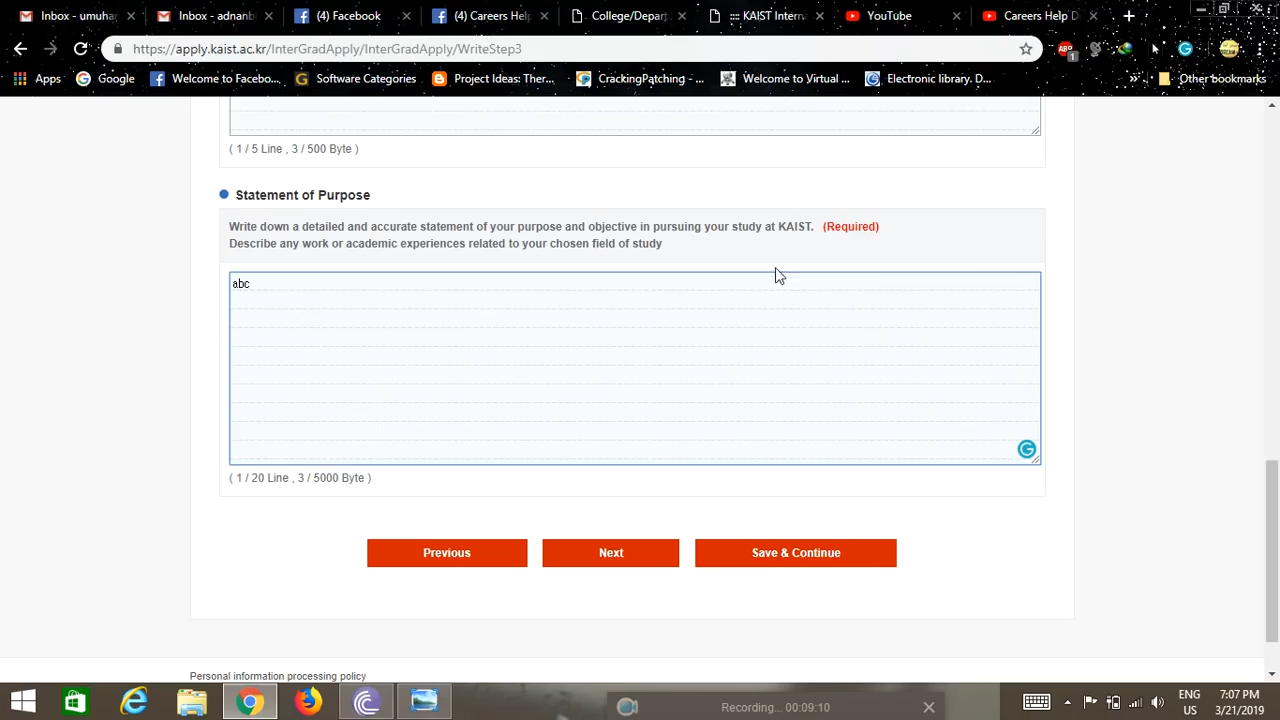 Inbox - umuha
Inbox - adnanb
(4) Facebook
(4) Careers Help
College/Depart
::: KAIST Intern
YouTube
Careers Help D
https://apply.kaist.ac.kr/InterGradApply/InterGradApply/WriteStep3
ABP
1
Apps
Google
Welcome to Facebo...
Software Categories
Project Ideas: Ther...
CrackingPatching - ...
Welcome to Virtual ...
Electronic library. D...
»
Other bookmarks
( 1 / 5 Line , 3 / 500 Byte )
Statement of Purpose
Write down a detailed and accurate statement of your purpose and objective in pursuing your study at KAIST. (Required)
Describe any work or academic experiences related to your chosen field of study
abc
( 1 / 20 Line , 3 / 5000 Byte )
Previous
Next
Save & Continue
Personal information processing policy
Recording... 00:09:10
ENG
US
7:07 PM
3/21/2019